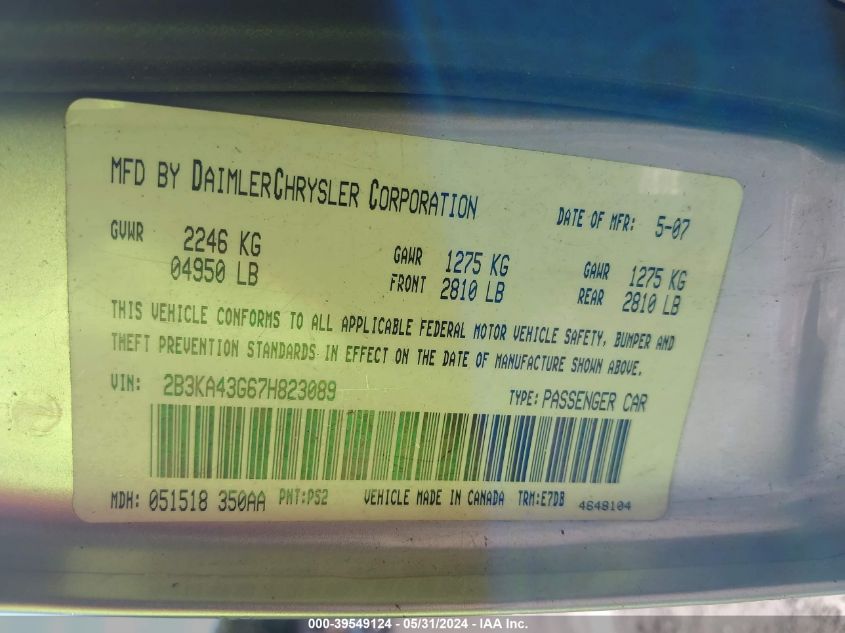 MFD BY DAIMLERCHRYSLER CORPORATION
DATE OF MFR: 5-07
GVWR 2246 KG
04950 LB
GAWR FRONT 1275 KG
2810 LB
GAWR REAR 1275 KG
2810 LB
THIS VEHICLE CONFORMS TO ALL APPLICABLE FEDERAL MOTOR VEHICLE SAFETY, BUMPER AND
THEFT PREVENTION STANDARDS IN EFFECT ON THE DATE OF MANUFACTURE SHOWN ABOVE.
VIN: 2B3KA43G67H823089 TYPE: PASSENGER CAR
MDH: 051518 350AA PNT:PS2 VEHICLE MADE IN CANADA TRM:E7DB 4648104
000-39549124 - 05/31/2024 - IAA Inc.